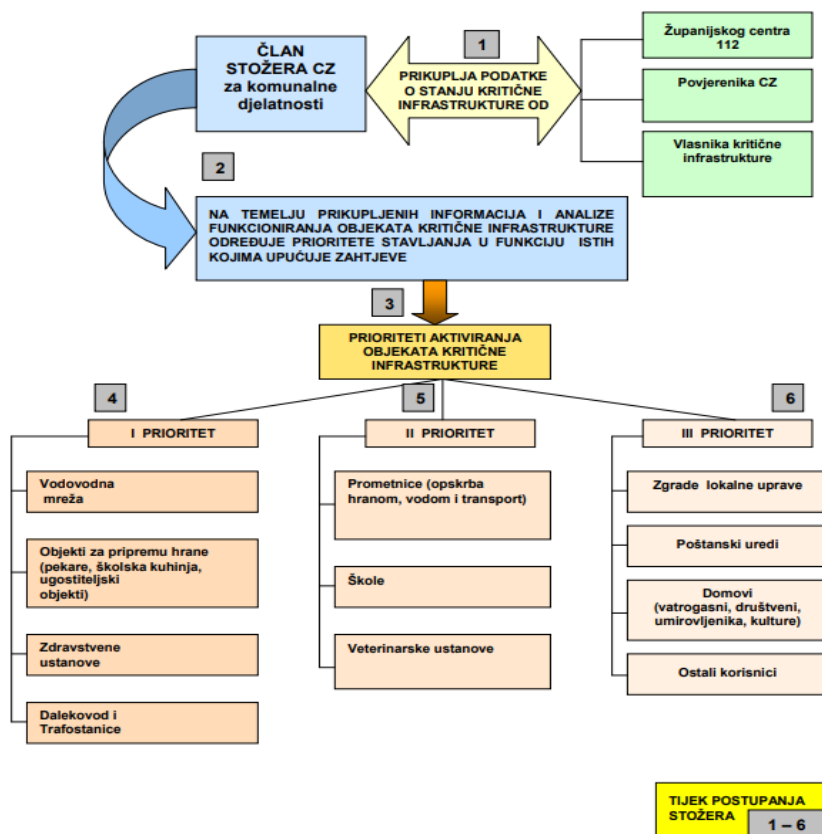 ČLAN
STOŽERA CZ
za komunalne
djelatnosti
1
PRIKUPLJA PODATKE
O STANJU KRITIČNE
INFRASTRUKTURE OD
Županijskog centra
112
Povjerenika CZ
Vlasnika kritične
infrastrukture
2
NA TEMELJU PRIKUPLJENIH INFORMACIJA I ANALIZE
FUNKCIONIRANJA OBJEKATA KRITIČNE INFRASTRUKTURE
ODREĐUJE PRIORITETE STAVLJANJA U FUNKCIJU ISTIH
KOJIMA UPUĆUJE ZAHTJEVE
3
PRIORITETI AKTIVIRANJA
OBJEKATA KRITIČNE
INFRASTRUKTURE
4
I PRIORITET
Vodovodna
mreža
Objekti za pripremu hrane
(pekare, školska kuhinja,
ugostiteljski
objekti)
Zdravstvene
ustanove
Dalekovod i
Trafostanice
5
II PRIORITET
Prometnice (opskrba
hranom, vodom i transport)
Škole
Veterinarske ustanove
6
III PRIORITET
Zgrade lokalne uprave
Poštanski uredi
Domovi
(vatrogasni, društveni,
umirovljenika, kulture)
Ostali korisnici
TIJEK POSTUPANJA
STOŽERA
1 – 6